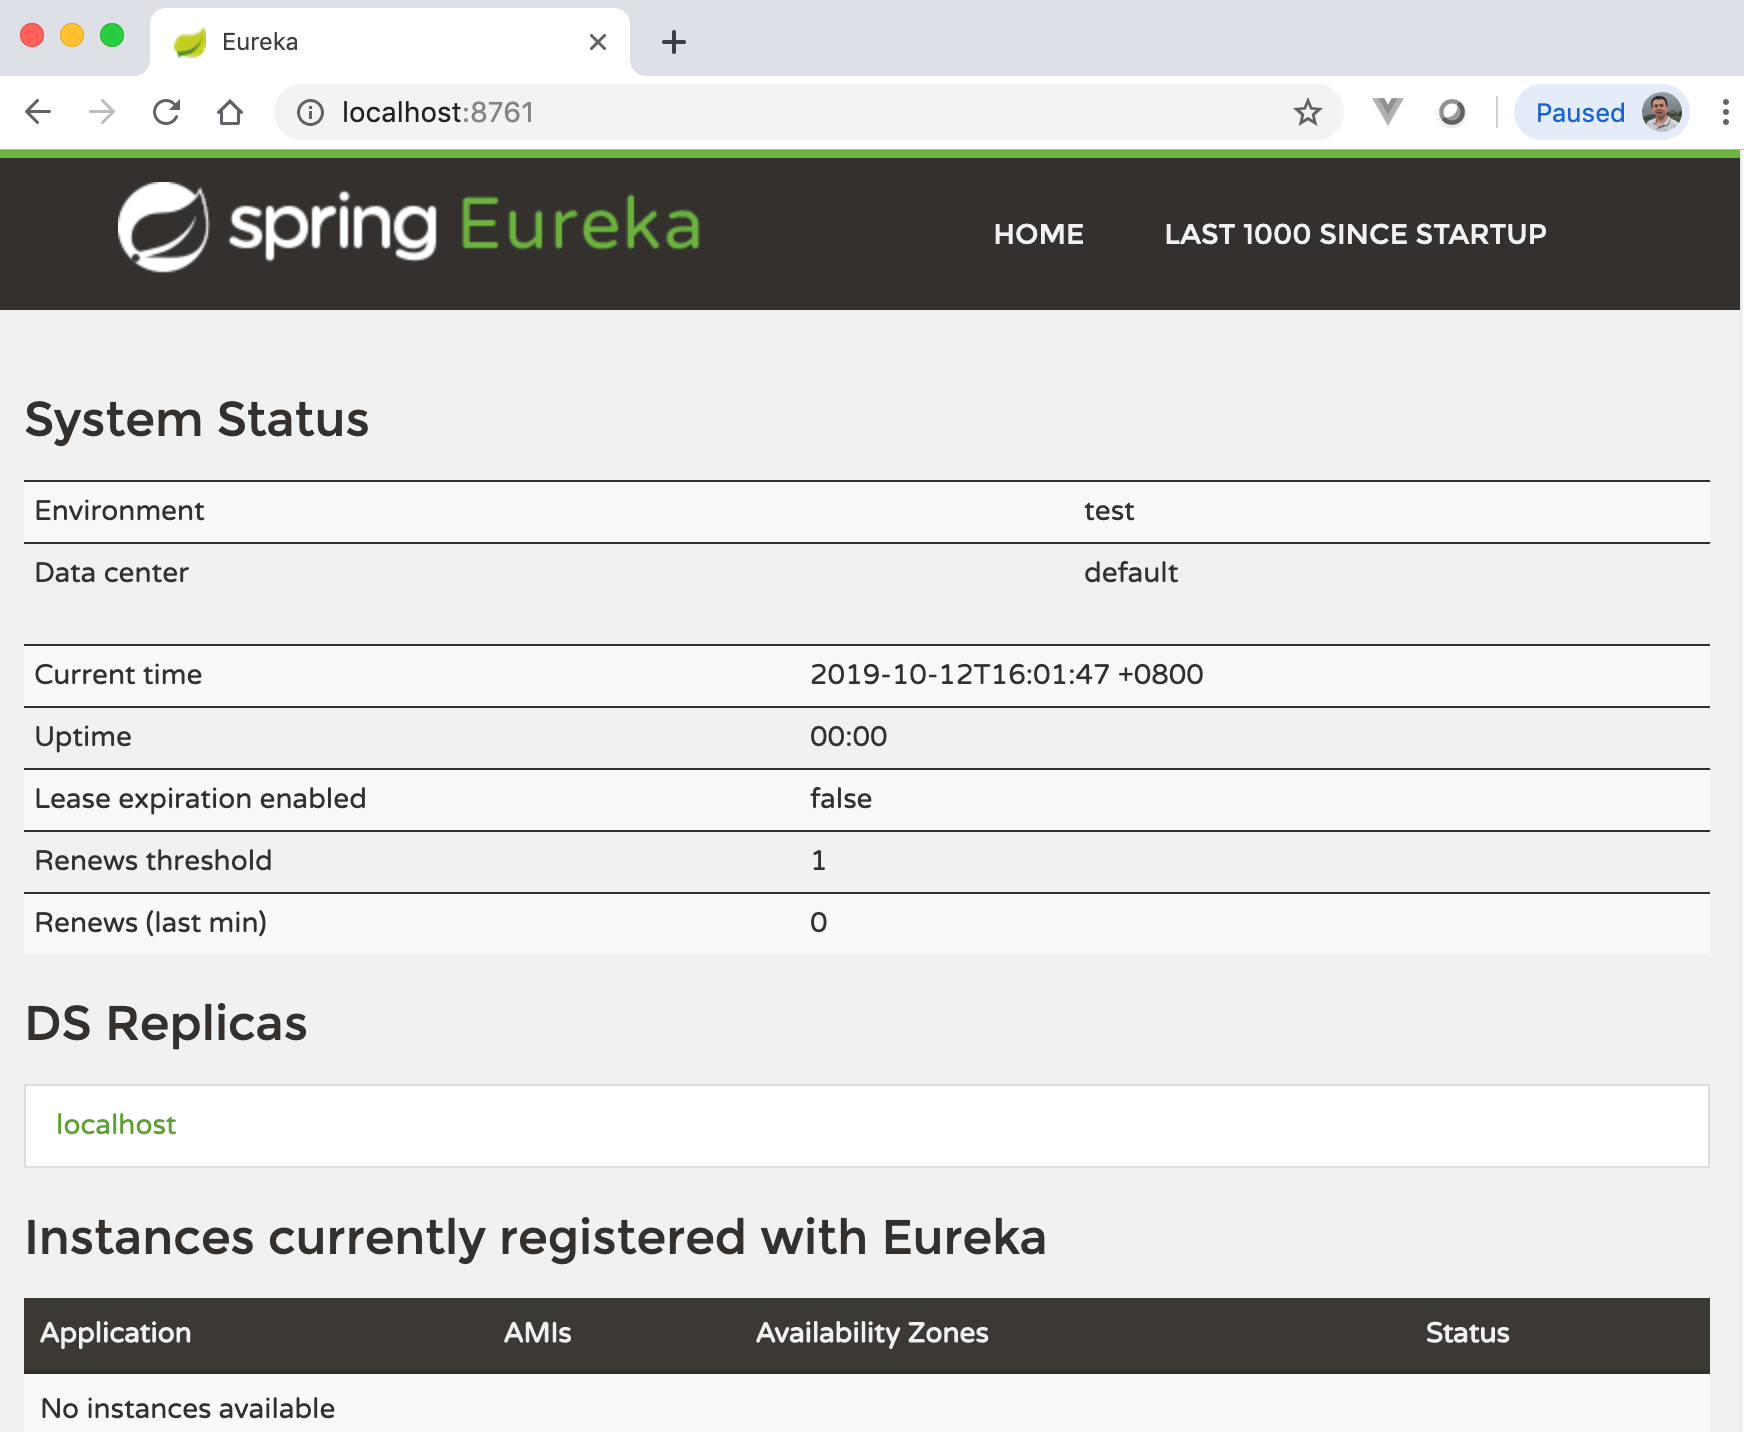 Eureka
localhost:8761
Paused
spring Eureka
HOME LAST 1000 SINCE STARTUP
System Status
Environment test
Data center default
Current time 2019-10-12T16:01:47 +0800
Uptime 00:00
Lease expiration enabled false
Renews threshold 1
Renews (last min) 0
DS Replicas
localhost
Instances currently registered with Eureka
Application AMIs Availability Zones Status
No instances available